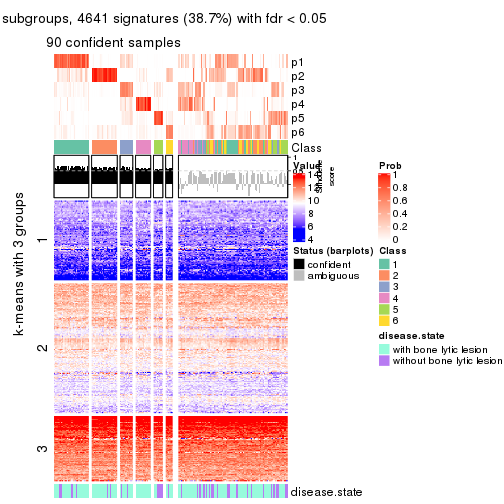 subgroups, 4641 signatures (38.7%) with fdr < 0.05
90 confident samples
p1
p2
p3
p4
p5
p6
Class
1
Silhouette
score
Value
14
12
10
8
6
4
Prob
1
0.8
0.6
0.4
0.2
0
Status (barplots)
confident
ambiguous
Class
1
2
3
4
5
6
disease.state
with bone lytic lesion
without bone lytic lesion
k-means with 3 groups
1
2
3
disease.state